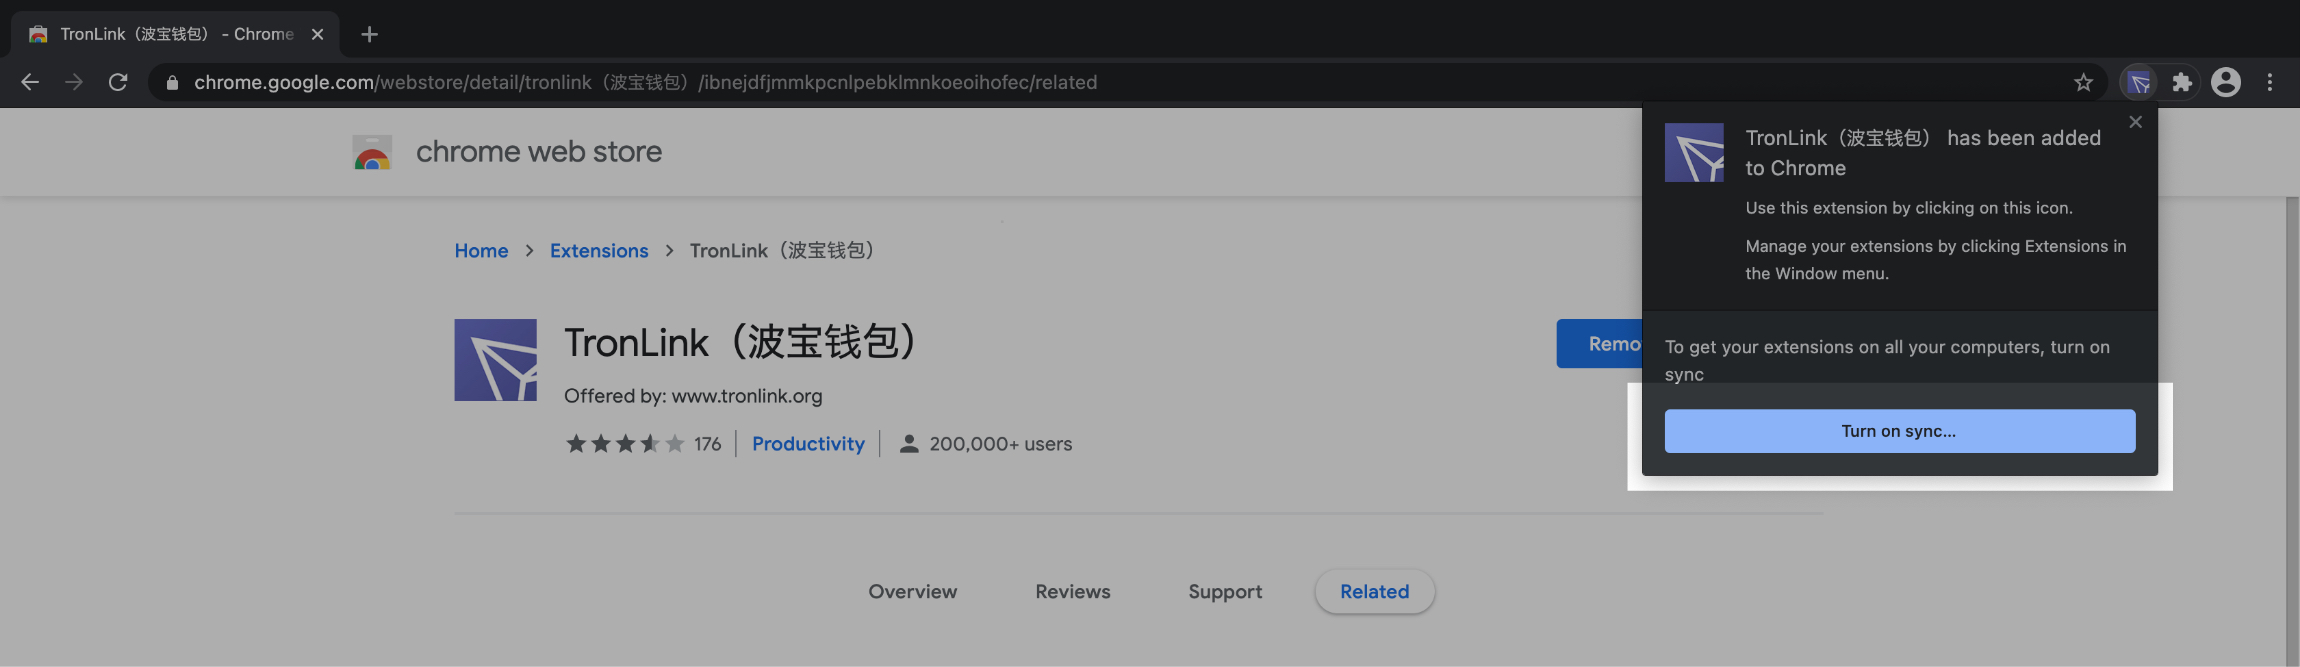 TronLink（波宝钱包） - Chrome
chrome.google.com/webstore/detail/tronlink（波宝钱包）/ibnejdfjmmkpcnlpebklmnkoeoihofec/related
chrome web store
Home > Extensions > TronLink（波宝钱包）
TronLink（波宝钱包）
Offered by: www.tronlink.org
176 Productivity 200,000+ users
Remo
TronLink（波宝钱包） has been added
to Chrome
Use this extension by clicking on this icon.
Manage your extensions by clicking Extensions in
the Window menu.
To get your extensions on all your computers, turn on
sync
Turn on sync...
Overview Reviews Support Related